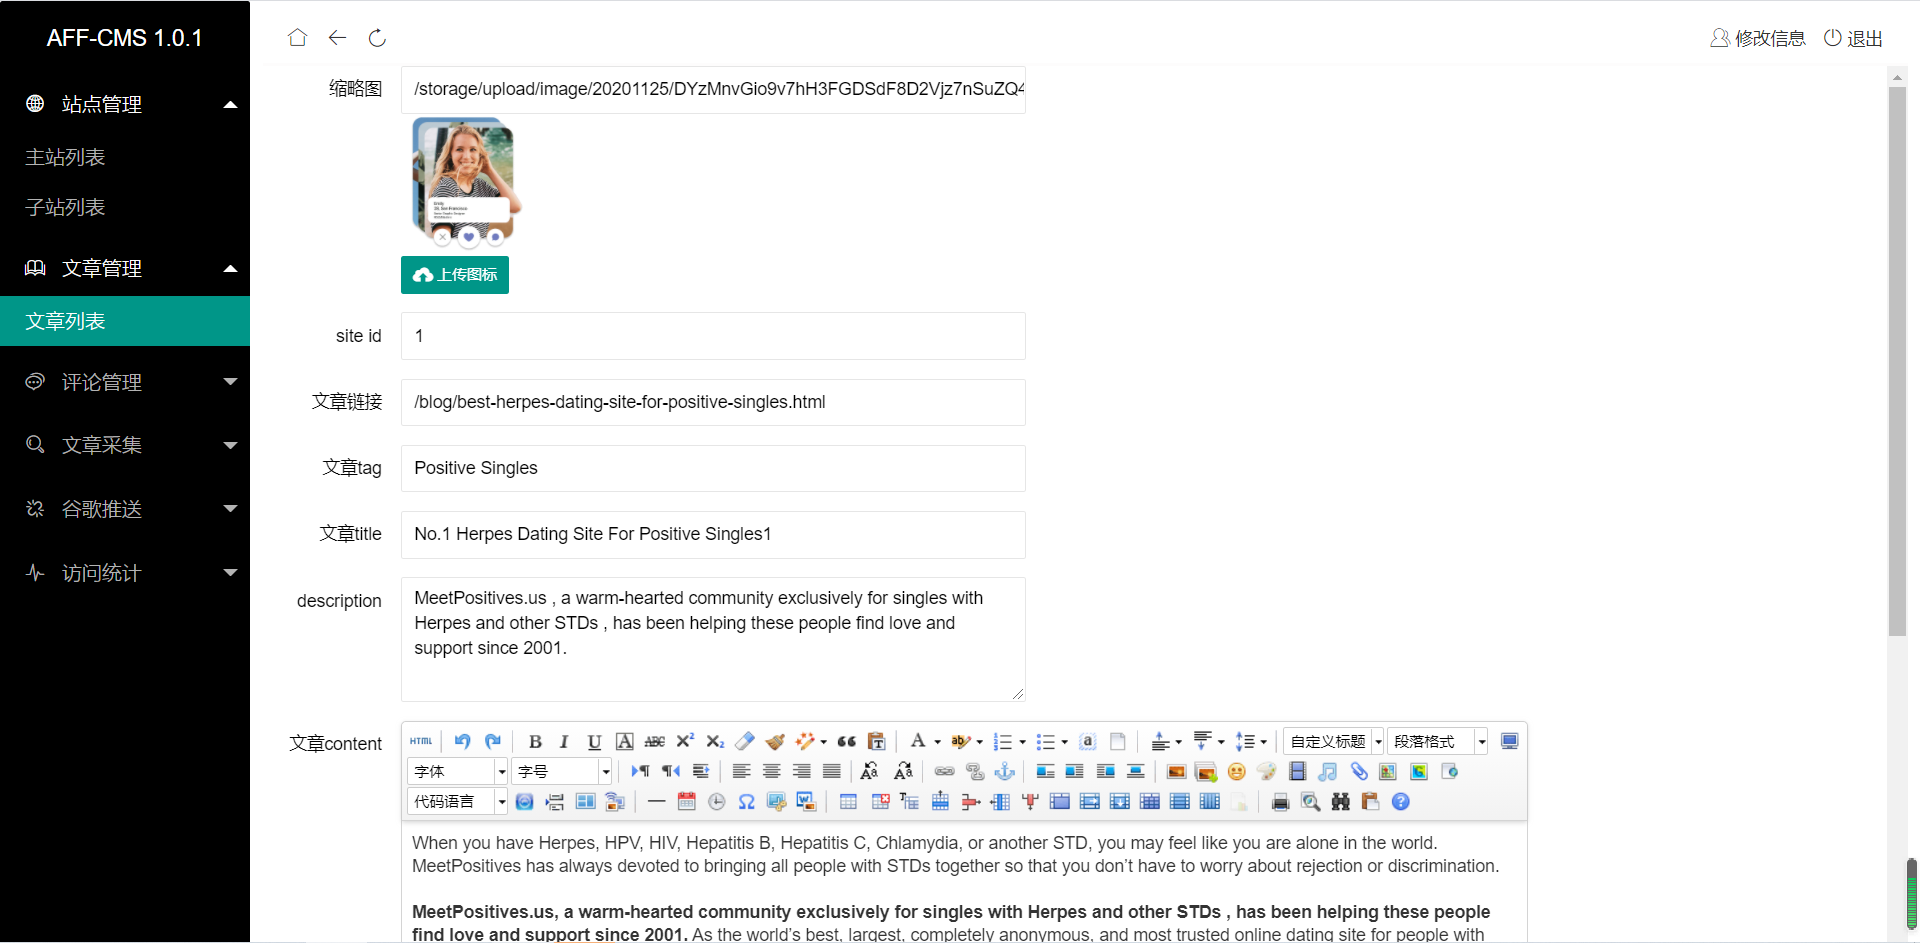 AFF-CMS 1.0.1
修改信息
退出
站点管理
主站列表
子站列表
文章管理
文章列表
评论管理
文章采集
谷歌推送
访问统计
缩略图
/storage/upload/image/20201125/DYzMnvGio9v7hH3FGDSdF8D2Vjz7nSuZQ4
上传图标
site id
1
文章链接
/blog/best-herpes-dating-site-for-positive-singles.html
文章tag
Positive Singles
文章title
No.1 Herpes Dating Site For Positive Singles1
description
MeetPositives.us , a warm-hearted community exclusively for singles with
Herpes and other STDs , has been helping these people find love and
support since 2001.
文章content
HTML
自定义标题
段落格式
字体
字号
代码语言
When you have Herpes, HPV, HIV, Hepatitis B, Hepatitis C, Chlamydia, or another STD, you may feel like you are alone in the world.
MeetPositives has always devoted to bringing all people with STDs together so that you don’t have to worry about rejection or discrimination.
MeetPositives.us, a warm-hearted community exclusively for singles with Herpes and other STDs , has been helping these people
find love and support since 2001. As the world’s best, largest, completely anonymous, and most trusted online dating site for people with